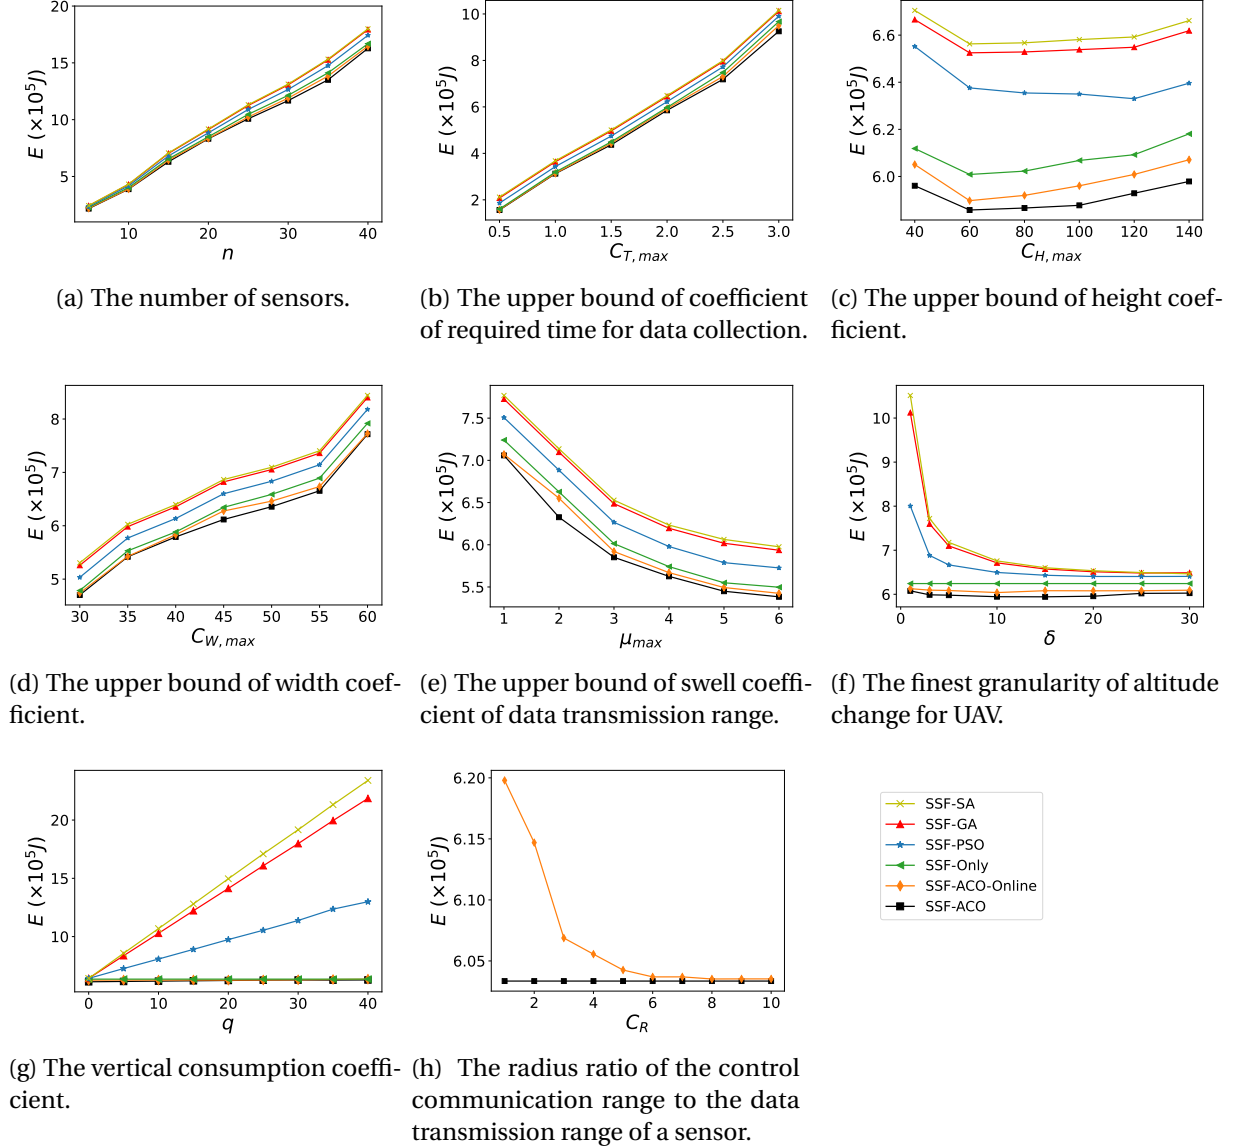 20
15
10
5
10
20
30
40
E (×10⁵J)
n
(a) The number of sensors.
10
8
6
4
2
0.5
1.0
1.5
2.0
2.5
3.0
E (×10⁵J)
C_{T,max}
(b) The upper bound of coefficient
of required time for data collection.
6.6
6.4
6.2
6.0
40
60
80
100
120
140
E (×10⁵J)
C_{H,max}
(c) The upper bound of height coef-
ficient.
8
7
6
5
30
35
40
45
50
55
60
E (×10⁵J)
C_{W,max}
(d) The upper bound of width coef-
ficient.
7.5
7.0
6.5
6.0
5.5
1
2
3
4
5
6
E (×10⁵J)
μ_{max}
(e) The upper bound of swell coeffi-
cient of data transmission range.
10
9
8
7
6
0
10
20
30
E (×10⁵J)
δ
(f) The finest granularity of altitude
change for UAV.
20
15
10
0
10
20
30
40
E (×10⁵J)
q
(g) The vertical consumption coeffi-
cient.
6.20
6.15
6.10
6.05
2
4
6
8
10
E (×10⁵J)
C_R
(h) The radius ratio of the control
communication range to the data
transmission range of a sensor.
SSF-SA
SSF-GA
SSF-PSO
SSF-Only
SSF-ACO-Online
SSF-ACO